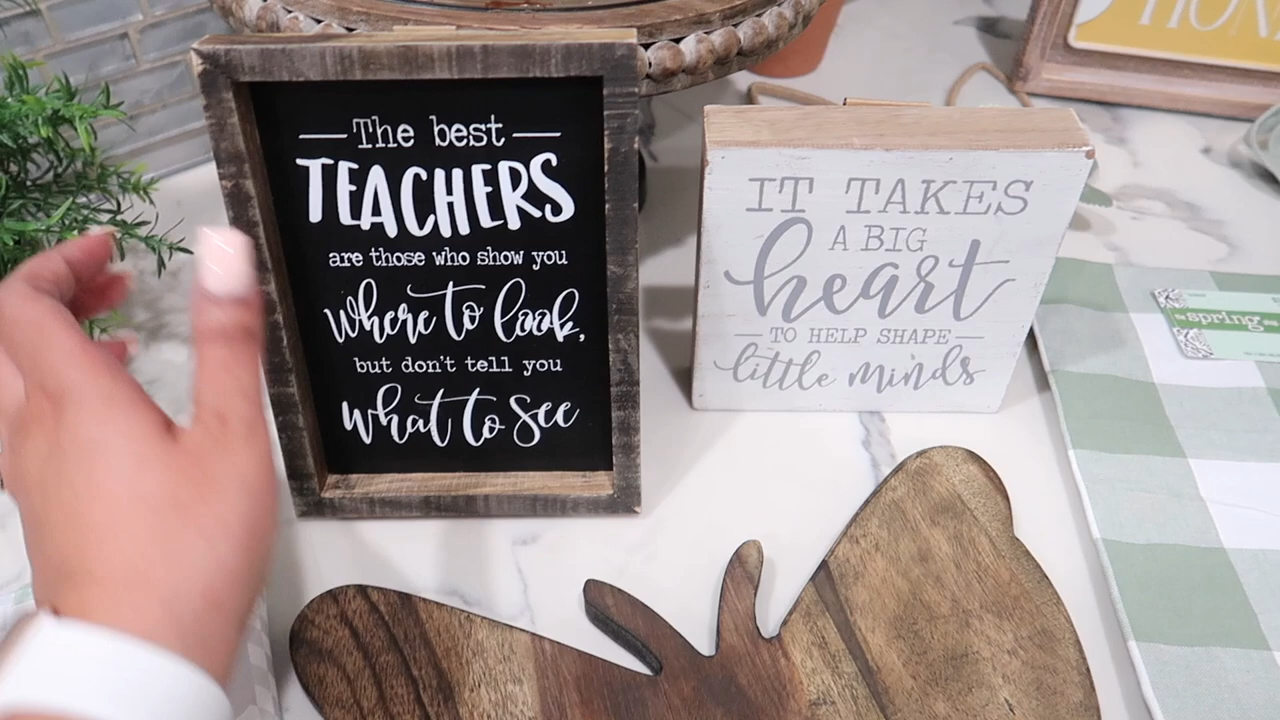 The best
TEACHERS
are those who show you
where to look,
but don't tell you
what to see
IT TAKES
A BIG
heart
TO HELP SHAPE
little minds
spring